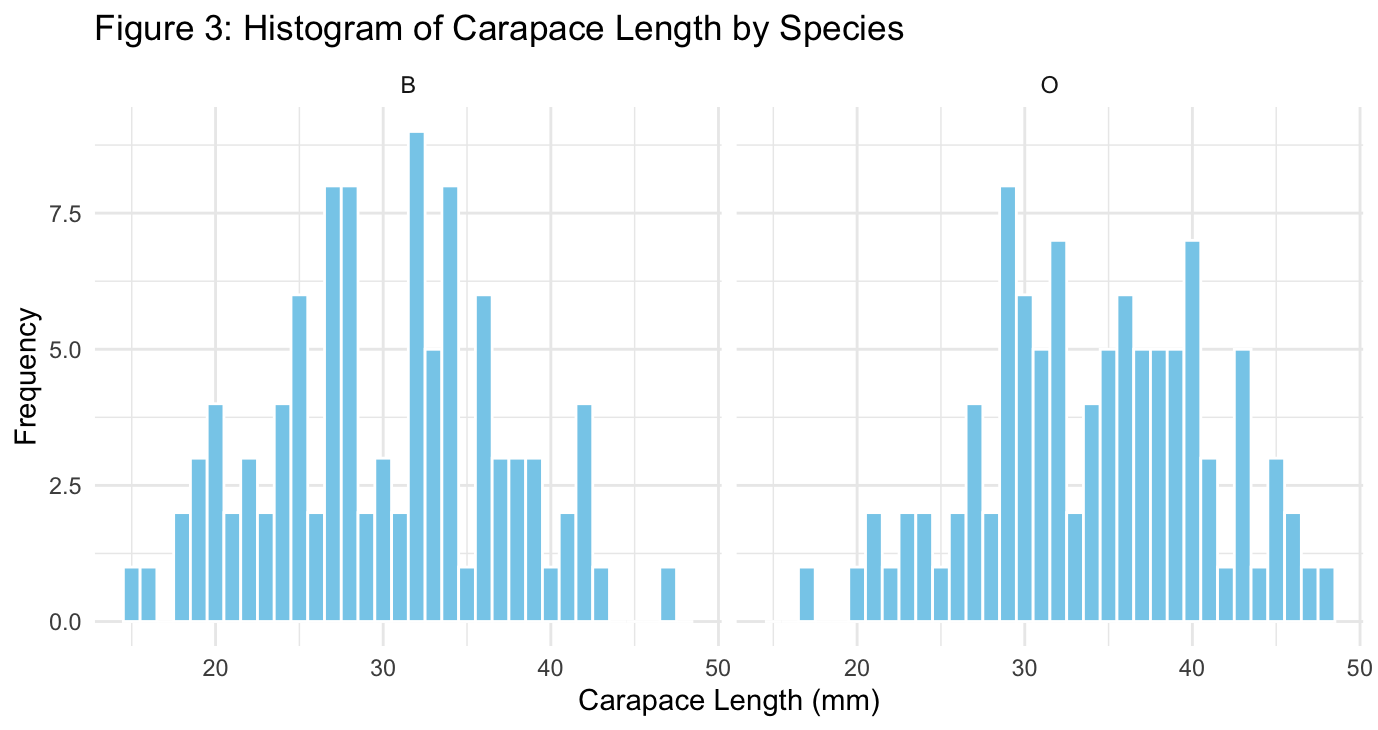 Figure 3: Histogram of Carapace Length by Species
B
O
7.5
5.0
2.5
0.0
Frequency
20 30 40 50 20 30 40 50
Carapace Length (mm)